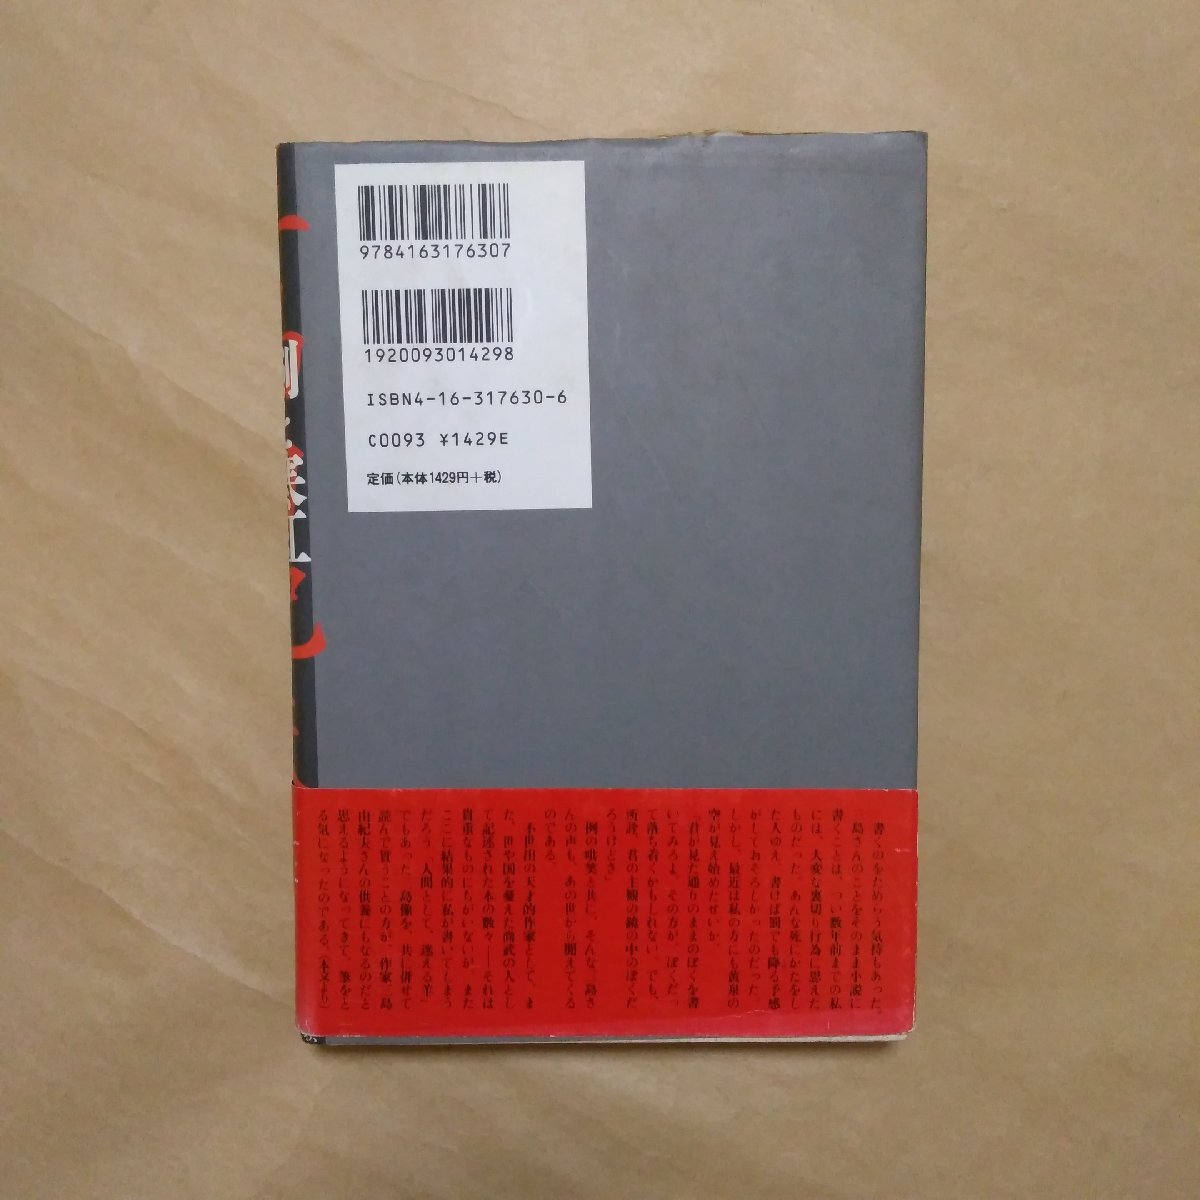 9784163176307
1920093014298
ISBN4-16-317630-6
C0093 ¥1429E
定価(本体1429円+税)
剣と寒紅
書くのをためらう気持もあった。
三島さんのことをそのまま小説に
書くことは、つい数年前までの私
には、大変な裏切り行為に思えた
ものだった。あんな死にかたをし
た人ゆえ、書けば罰でも降る予感
がしておそろしかったのだった。
しかし、最近は私の方にも黄泉の
空が見え始めたせいか、
『君が見た通りのままのぼくを書
いてみろよ。その方が、ぼくだっ
て落ち着くかもしれない。でも、
所詮、君の主観の鏡の中のぼくだ
ろうけどさ』
例の哄笑と共に、そんな三島さ
んの声も、あの世から聞えてくる
のである。
不世出の天才的作家として、ま
た、世や国を憂えた尚武の人とし
て記述された本の数々――それは
貴重なものにちがいないが、また
ここに結果的に私が書いてしまう
だろう〝人間として、迷える羊〟
でもあった三島像を、共に併せて
読んで貰うことの方が、作家三島
由紀夫さんの供養にもなるのだと
思えるようになってきて、筆をと
る気になったのである。(本文より)